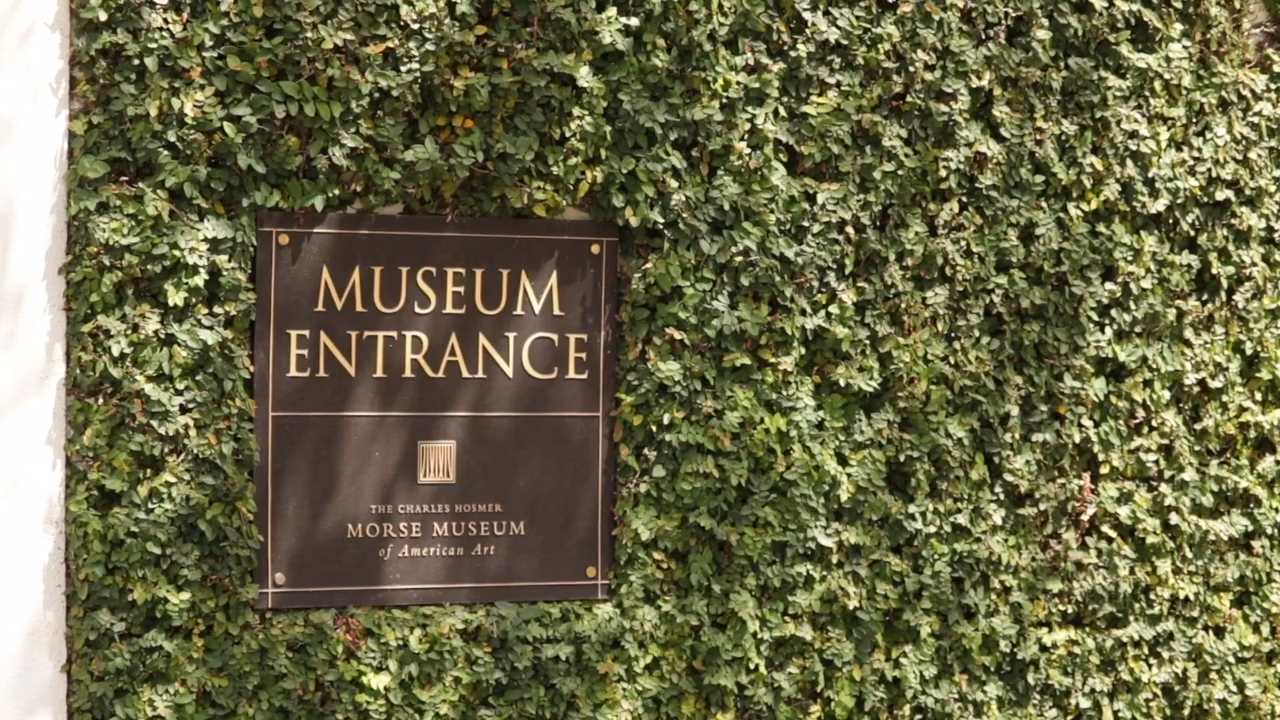 MUSEUM
ENTRANCE
THE CHARLES HOSMER
MORSE MUSEUM
of American Art